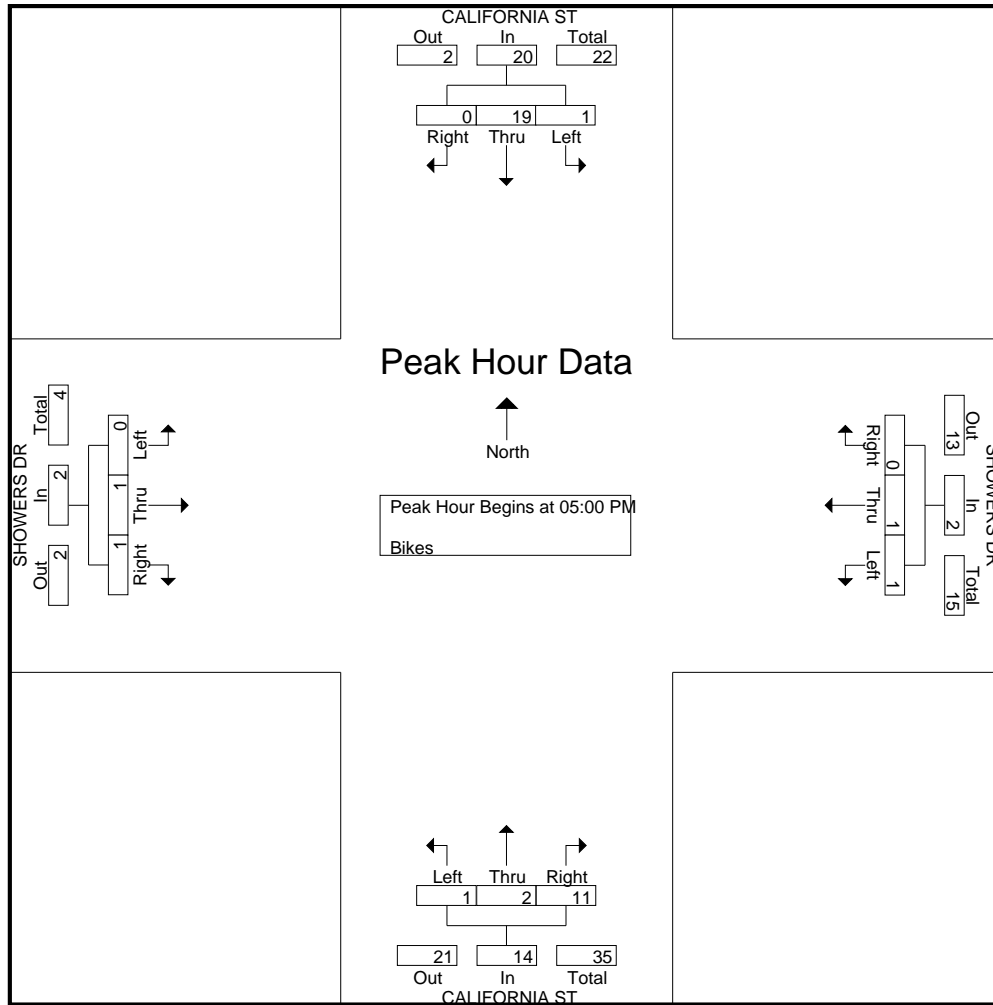 CALIFORNIA ST
Out In Total
2 20 22
0 19 1
Right Thru Left
Peak Hour Data
North
Peak Hour Begins at 05:00 PM
Bikes
SHOWERS DR
Total In Out
4 2 2
0 1 1
Left Thru Right
SHOWERS DR
Out In Total
13 2 15
0 1 1
Right Thru Left
Left Thru Right
1 2 11
21 14 35
Out In Total
CALIFORNIA ST